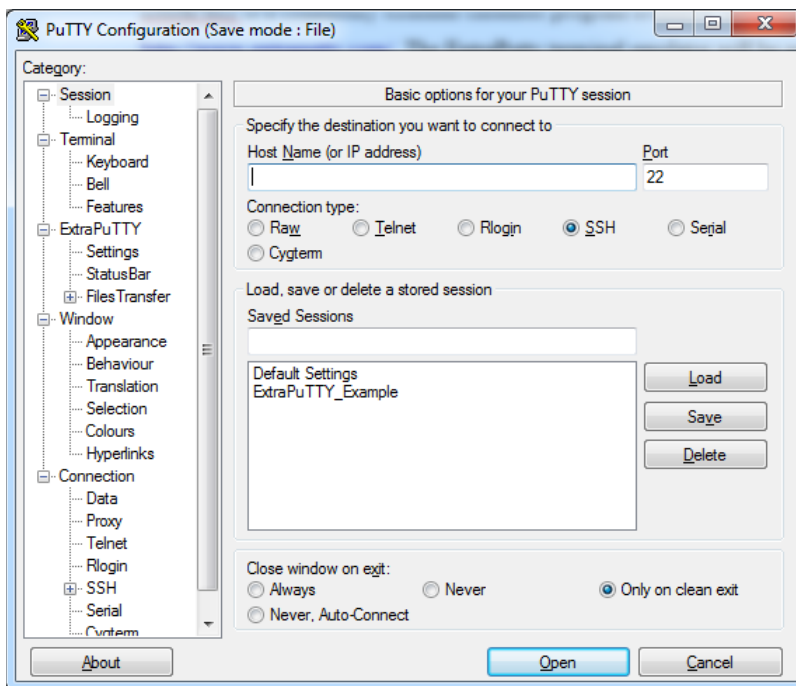 PuTTY Configuration (Save mode : File)
Category:
Session
Logging
Terminal
Keyboard
Bell
Features
ExtraPuTTY
Settings
StatusBar
FilesTransfer
Window
Appearance
Behaviour
Translation
Selection
Colours
Hyperlinks
Connection
Data
Proxy
Telnet
Rlogin
SSH
Serial
Cygterm
Basic options for your PuTTY session
Specify the destination you want to connect to
Host Name (or IP address) Port
22
Connection type:
Raw Telnet Rlogin SSH Serial
Cygterm
Load, save or delete a stored session
Saved Sessions
Default Settings
ExtraPuTTY_Example
Load
Save
Delete
Close window on exit:
Always Never Only on clean exit
Never, Auto-Connect
About Open Cancel